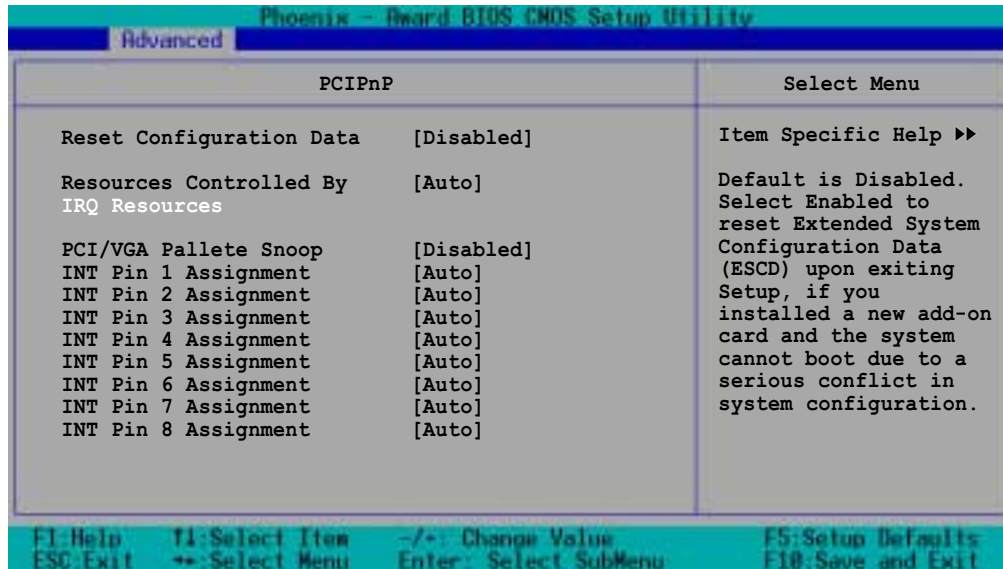 Phoenix - Award BIOS CMOS Setup Utility
Advanced
PCIPnP
Select Menu
Reset Configuration Data [Disabled]
Resources Controlled By [Auto]
IRQ Resources
PCI/VGA Pallete Snoop [Disabled]
INT Pin 1 Assignment [Auto]
INT Pin 2 Assignment [Auto]
INT Pin 3 Assignment [Auto]
INT Pin 4 Assignment [Auto]
INT Pin 5 Assignment [Auto]
INT Pin 6 Assignment [Auto]
INT Pin 7 Assignment [Auto]
INT Pin 8 Assignment [Auto]
Item Specific Help ▶▶
Default is Disabled.
Select Enabled to
reset Extended System
Configuration Data
(ESCD) upon exiting
Setup, if you
installed a new add-on
card and the system
cannot boot due to a
serious conflict in
system configuration.
F1:Help ↑↓:Select Item -/+: Change Value F5:Setup Defaults
ESC:Exit ↔:Select Menu Enter: Select SubMenu F10:Save and Exit